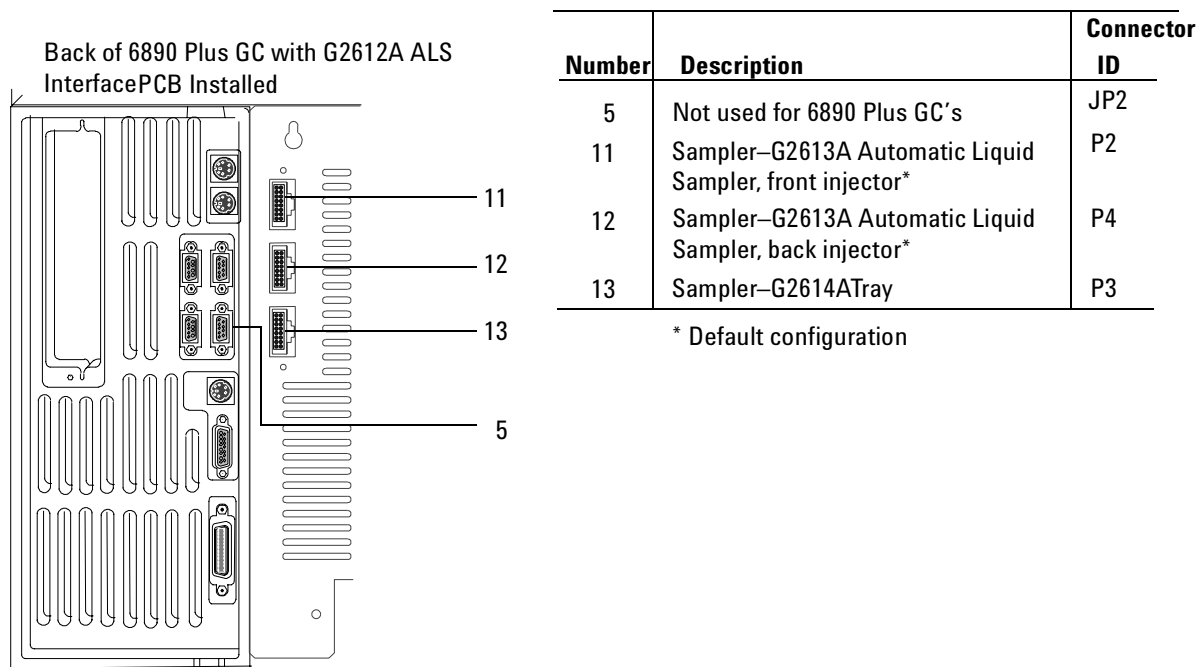 Back of 6890 Plus GC with G2612A ALS
InterfacePCB Installed
11
12
13
5
Number Description Connector ID
5 Not used for 6890 Plus GC's JP2
11 Sampler–G2613A Automatic Liquid P2
Sampler, front injector*
12 Sampler–G2613A Automatic Liquid P4
Sampler, back injector*
13 Sampler–G2614ATray P3
* Default configuration